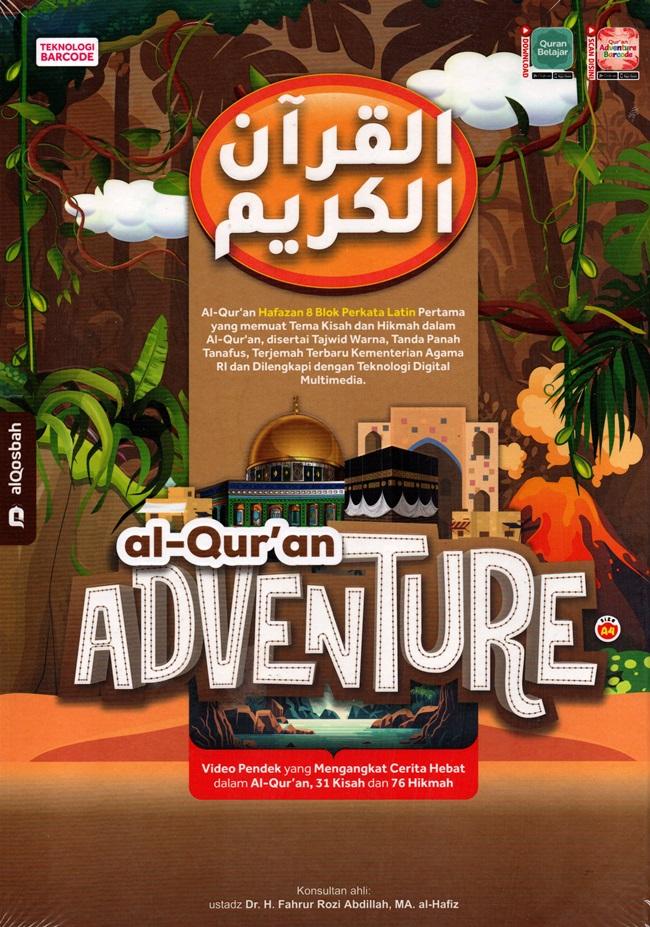 TEKNOLOGI
BARCODE
DOWNLOAD
Quran
Belajar
SCAN DISINI
Qur'an
Adventure
Barcode
القرآن
الكريم
Al-Qur'an Hafazan 8 Blok Perkata Latin Pertama
yang memuat Tema Kisah dan Hikmah dalam
Al-Qur'an, disertai Tajwid Warna, Tanda Panah
Tanafus, Terjemah Terbaru Kementerian Agama
RI dan Dilengkapi dengan Teknologi Digital
Multimedia.
alQosbah
al-Qur'an
ADVENTURE
SIZE
A4
Video Pendek yang Mengangkat Cerita Hebat
dalam Al-Qur'an, 31 Kisah dan 76 Hikmah
Konsultan ahli:
ustadz Dr. H. Fahrur Rozi Abdillah, MA. al-Hafiz